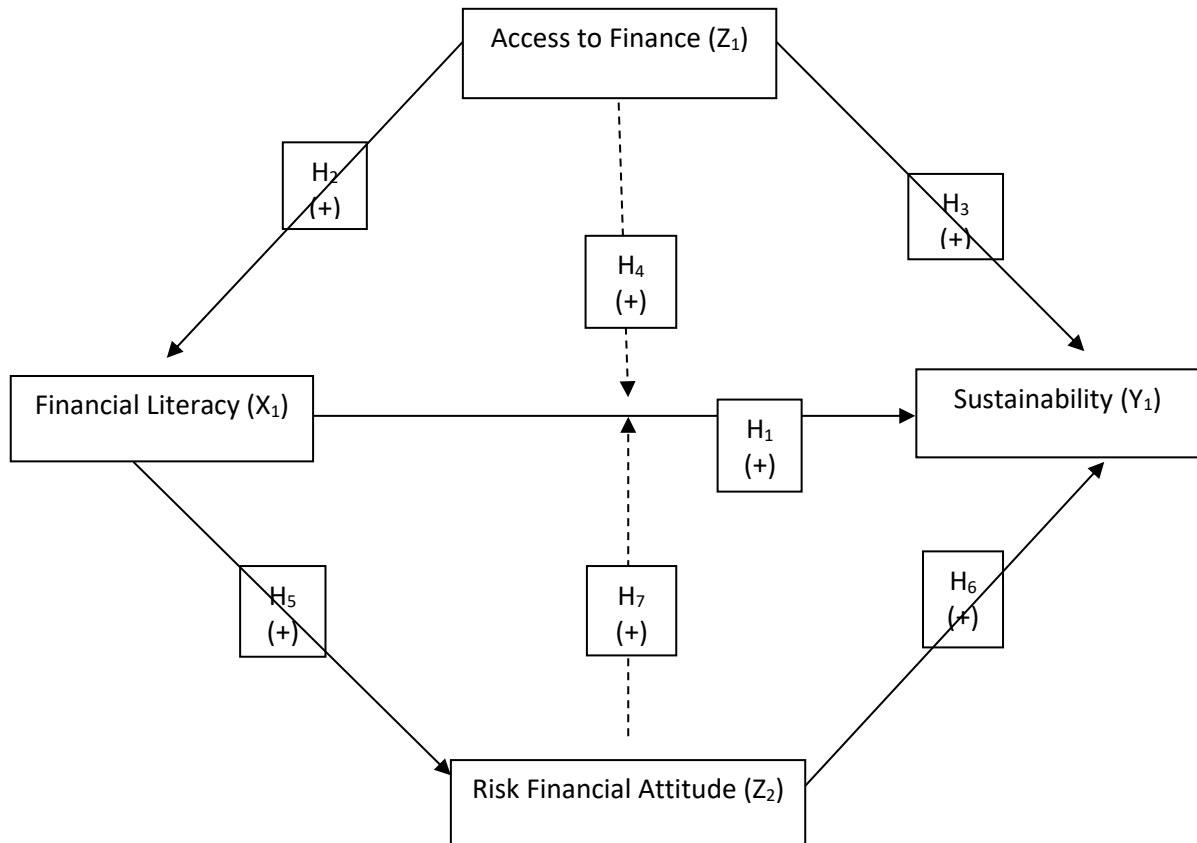 Access to Finance (Z₁)
H₂
(+)
H₃
(+)
H₄
(+)
Financial Literacy (X₁)
Sustainability (Y₁)
H₁
(+)
H₅
(+)
H₇
(+)
H₆
(+)
Risk Financial Attitude (Z₂)